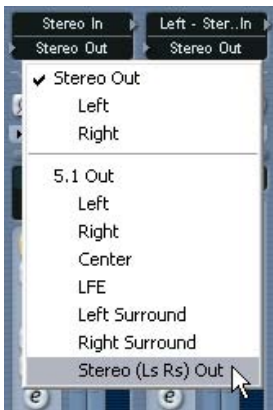 Stereo In Left - Ster..In
Stereo Out Stereo Out
Stereo Out
Left
Right
5.1 Out
Left
Right
Center
LFE
Left Surround
Right Surround
Stereo (Ls Rs) Out
e e